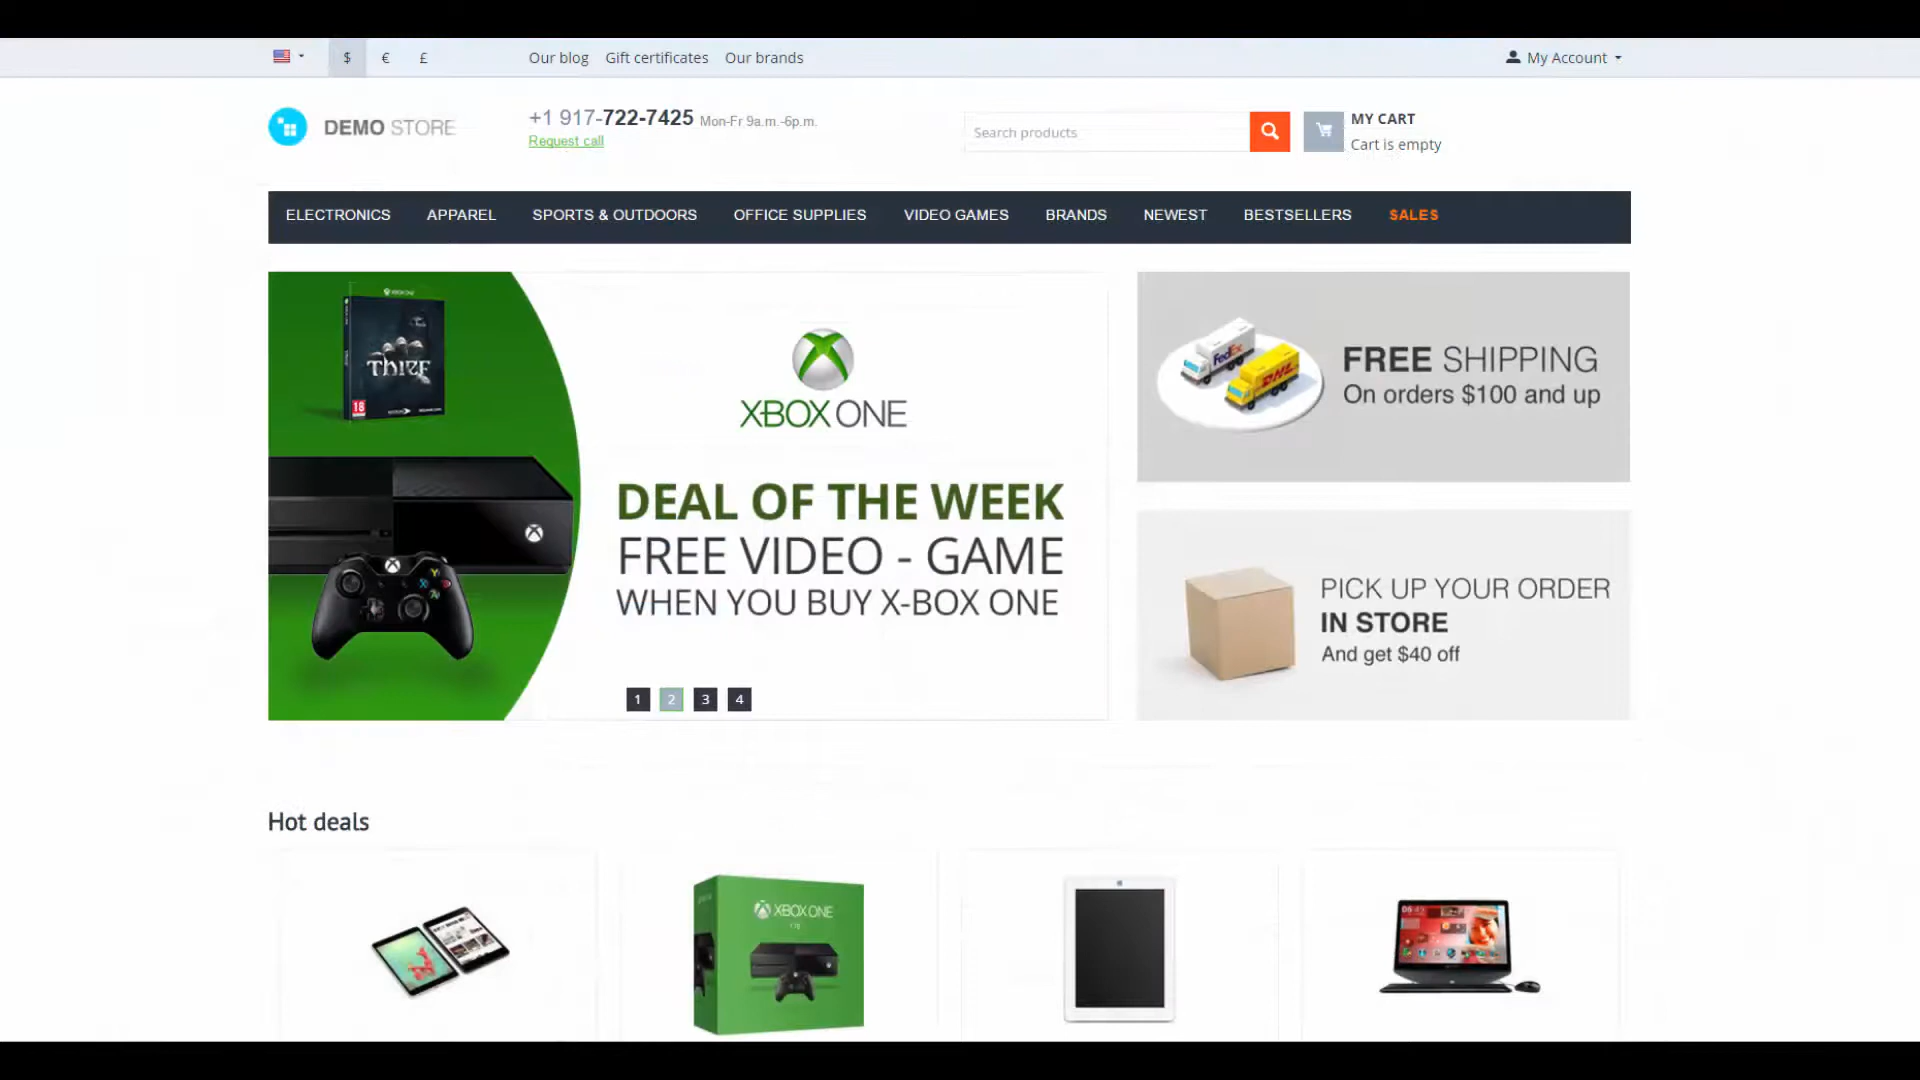 $ € £ Our blog Gift certificates Our brands My Account
DEMO STORE
+1 917-722-7425 Mon-Fr 9a.m.-6p.m.
Request call
Search products
MY CART
Cart is empty
ELECTRONICS APPAREL SPORTS & OUTDOORS OFFICE SUPPLIES VIDEO GAMES BRANDS NEWEST BESTSELLERS SALES
XBOX ONE
THIEF
18
XBOX ONE
DEAL OF THE WEEK
FREE VIDEO - GAME
WHEN YOU BUY X-BOX ONE
1 2 3 4
FedEx
DHL
FREE SHIPPING
On orders $100 and up
PICK UP YOUR ORDER
IN STORE
And get $40 off
Hot deals
XBOX ONE